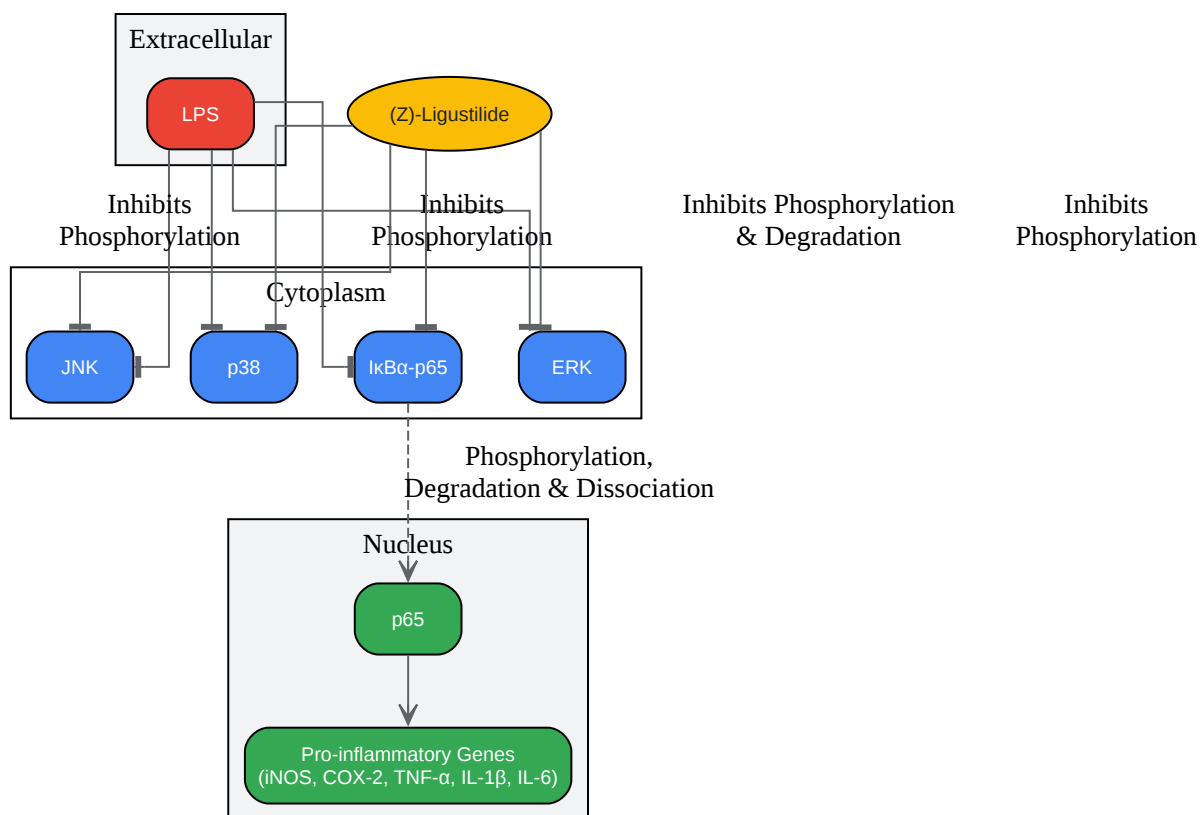 Extracellular
LPS
(Z)-Ligustilide
Inhibits
Phosphorylation
Inhibits
Phosphorylation
Inhibits Phosphorylation
& Degradation
Inhibits
Phosphorylation
Cytoplasm
JNK
p38
IκBα-p65
ERK
Phosphorylation,
Degradation & Dissociation
Nucleus
p65
Pro-inflammatory Genes
(iNOS, COX-2, TNF-α, IL-1β, IL-6)